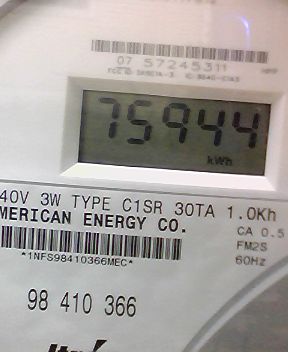 07 57245311
75944
kWh
40V 3W TYPE C1SR 30TA 1.0Kh
MERICAN ENERGY CO.
CA 0.5
FM2S
*1NFS98410366MEC*
60Hz
98 410 366